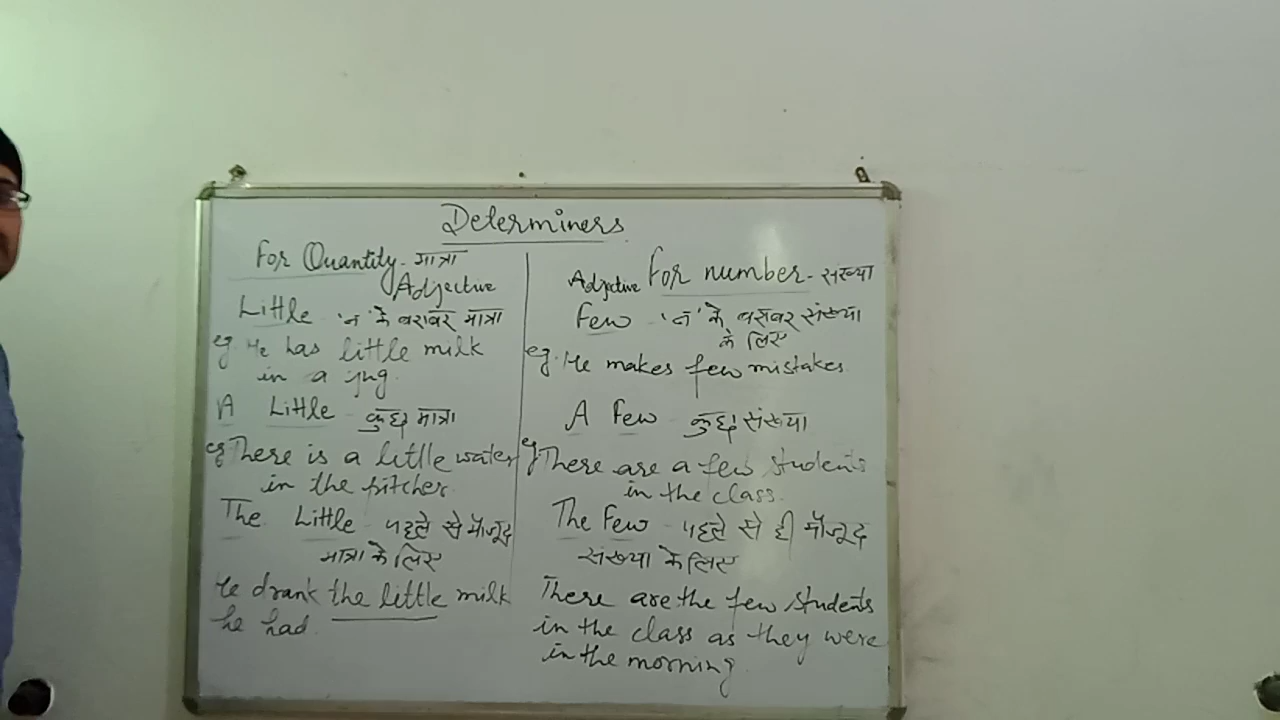 Determiners
For Quantity - मात्रा
Adjective
Little 'न' के बराबर मात्रा
eg He has little milk
in a jug.
A Little कुछ मात्रा
eg There is a little water
in the pitcher.
The Little पहले से मौजूद
मात्रा के लिए
He drank the little milk
he had.
Adjective For number - संख्या
Few 'न' के बराबर संख्या
के लिए
eg. He makes few mistakes
A Few कुछ संख्या
eg There are a few students
in the class.
The Few पहले से ही मौजूद
संख्या के लिए
There are the few students
in the class as they were
in the morning.